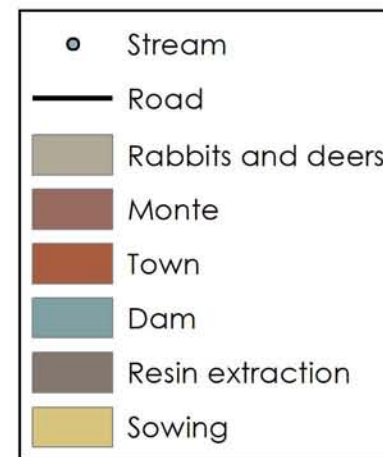 Stream
Road
Rabbits and deers
Monte
Town
Dam
Resin extraction
Sowing